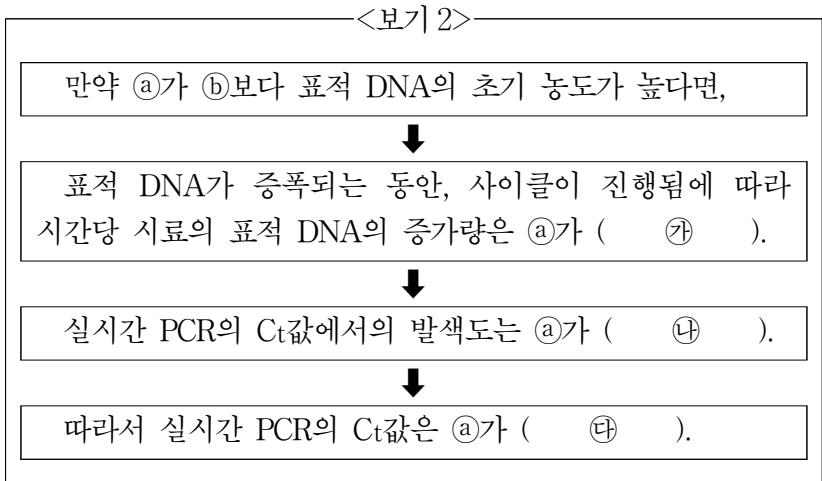 <보기 2>
만약 ⓐ가 ⓑ보다 표적 DNA의 초기 농도가 높다면,
표적 DNA가 증폭되는 동안, 사이클이 진행됨에 따라
시간당 시료의 표적 DNA의 증가량은 ⓐ가 ( ㉮ ).
실시간 PCR의 Ct값에서의 발색도는 ⓐ가 ( ㉯ ).
따라서 실시간 PCR의 Ct값은 ⓐ가 ( ㉰ ).